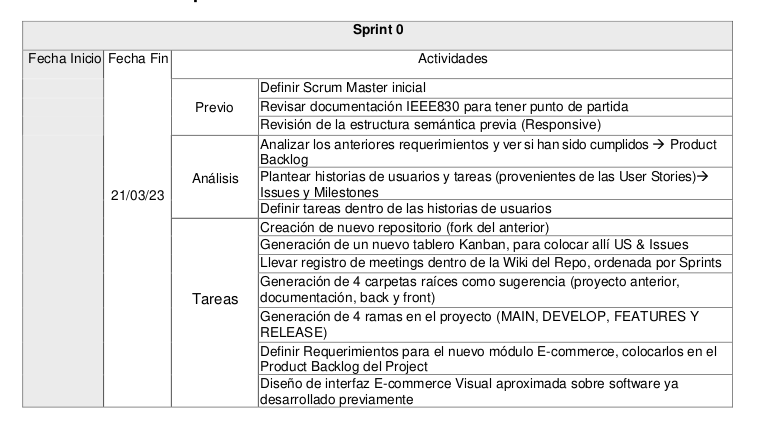 Sprint 0
Fecha Inicio Fecha Fin Actividades
21/03/23
Previo
Definir Scrum Master inicial
Revisar documentación IEEE830 para tener punto de partida
Revisión de la estructura semántica previa (Responsive)
Análisis
Analizar los anteriores requerimientos y ver si han sido cumplidos → Product
Backlog
Plantear historias de usuarios y tareas (provenientes de las User Stories)→
Issues y Milestones
Definir tareas dentro de las historias de usuarios
Tareas
Creación de nuevo repositorio (fork del anterior)
Generación de un nuevo tablero Kanban, para colocar allí US & Issues
Llevar registro de meetings dentro de la Wiki del Repo, ordenada por Sprints
Generación de 4 carpetas raíces como sugerencia (proyecto anterior,
documentación, back y front)
Generación de 4 ramas en el proyecto (MAIN, DEVELOP, FEATURES Y
RELEASE)
Definir Requerimientos para el nuevo módulo E-commerce, colocarlos en el
Product Backlog del Project
Diseño de interfaz E-commerce Visual aproximada sobre software ya
desarrollado previamente